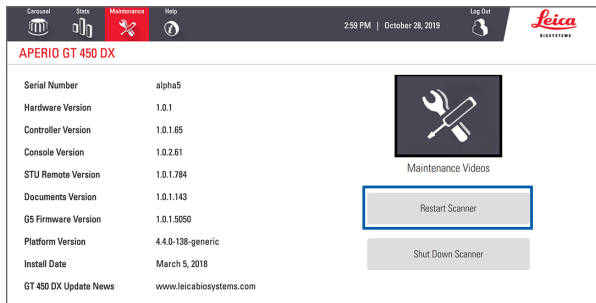 Carousel Stats Maintenance Help Log Out
2:59 PM | October 28, 2019
Leica
BIOSYSTEMS
APERIO GT 450 DX
Serial Number alpha5
Hardware Version 1.0.1
Controller Version 1.0.1.65
Console Version 1.0.2.61
STU Remote Version 1.0.1.784
Documents Version 1.0.1.143
G5 Firmware Version 1.0.1.5050
Platform Version 4.4.0-138-generic
Install Date March 5, 2018
GT 450 DX Update News www.leicabiosystems.com
Maintenance Videos
Restart Scanner
Shut Down Scanner